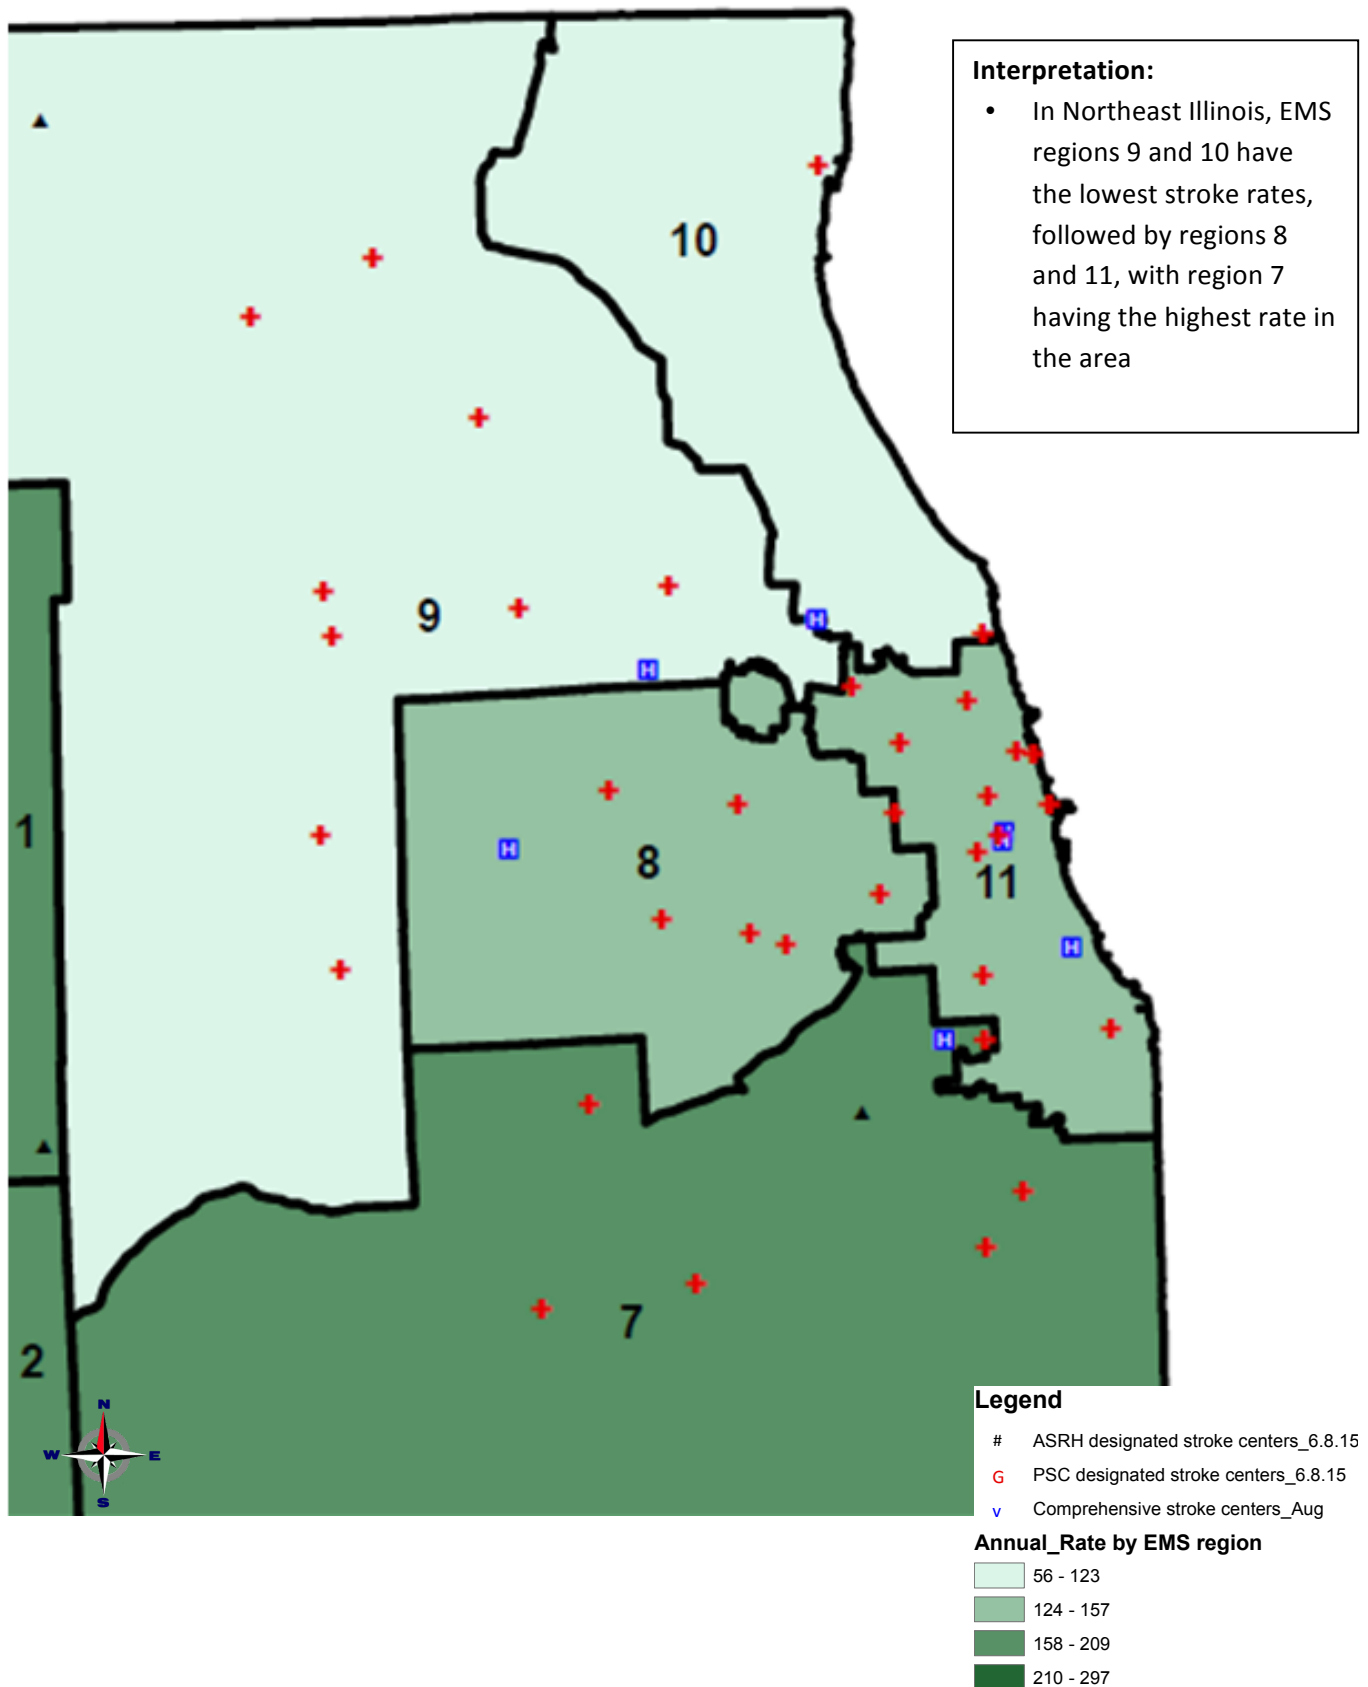 Interpretation:
• In Northeast Illinois, EMS
regions 9 and 10 have
the lowest stroke rates,
followed by regions 8
and 11, with region 7
having the highest rate in
the area
10
9
1
8
11
7
2
N
W E
S
H
H
H
H
H
H
Legend
# ASRH designated stroke centers_6.8.15
G PSC designated stroke centers_6.8.15
v Comprehensive stroke centers_Aug
Annual_Rate by EMS region
56 - 123
124 - 157
158 - 209
210 - 297